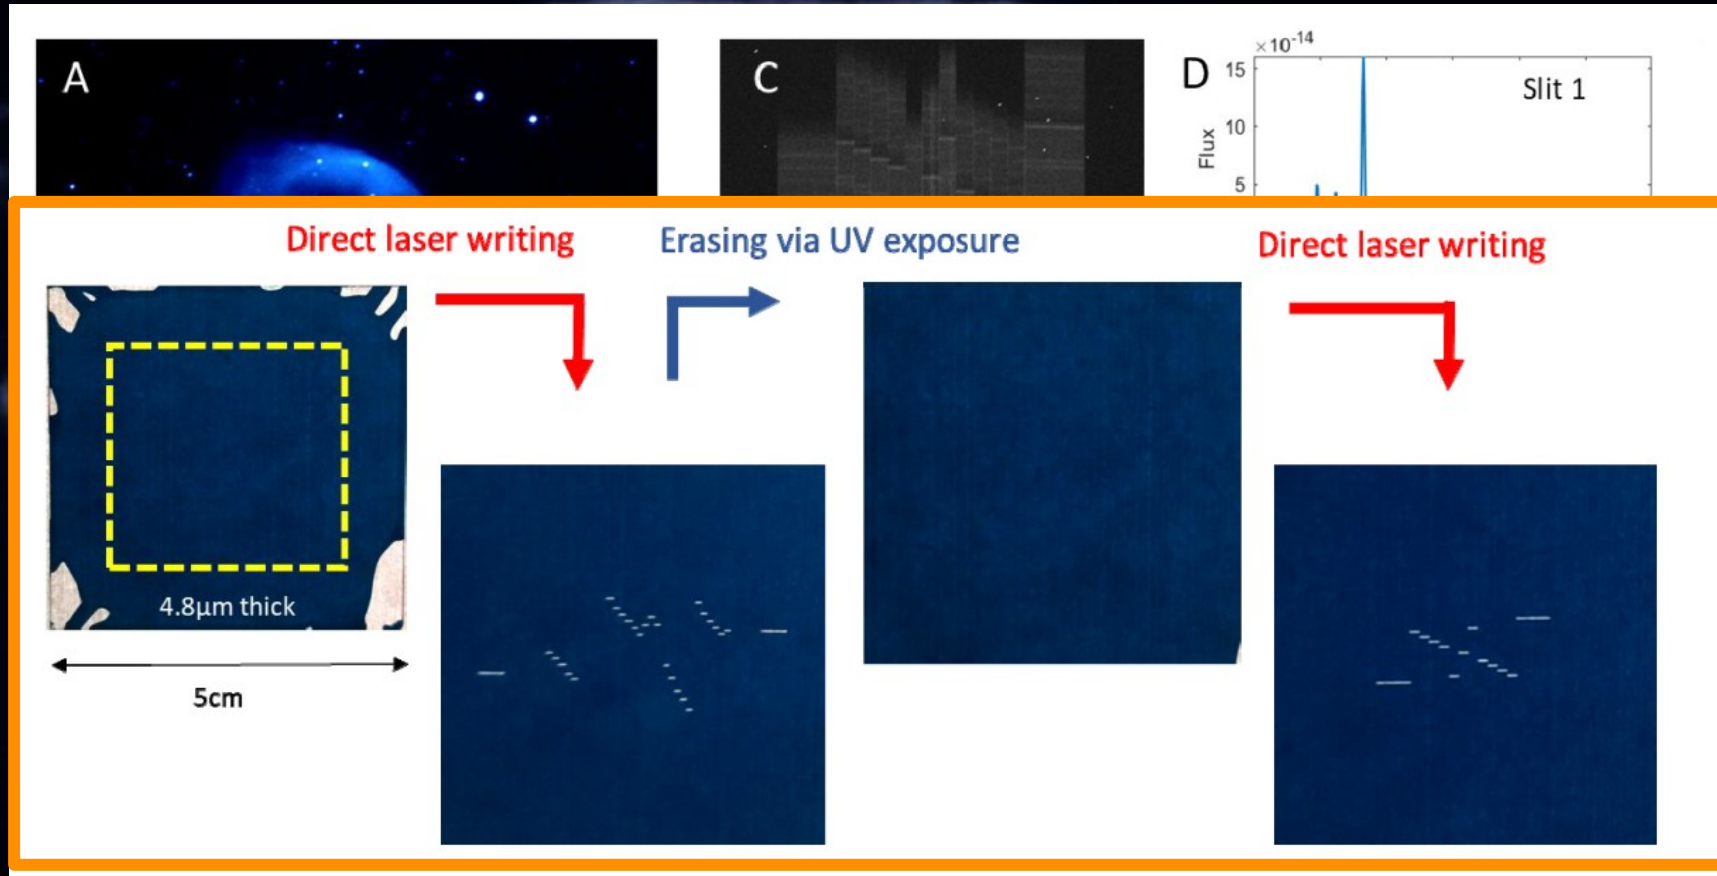 A
C
D
×10⁻¹⁴
15
10
5
Flux
Slit 1
Direct laser writing
Erasing via UV exposure
Direct laser writing
4.8µm thick
5cm